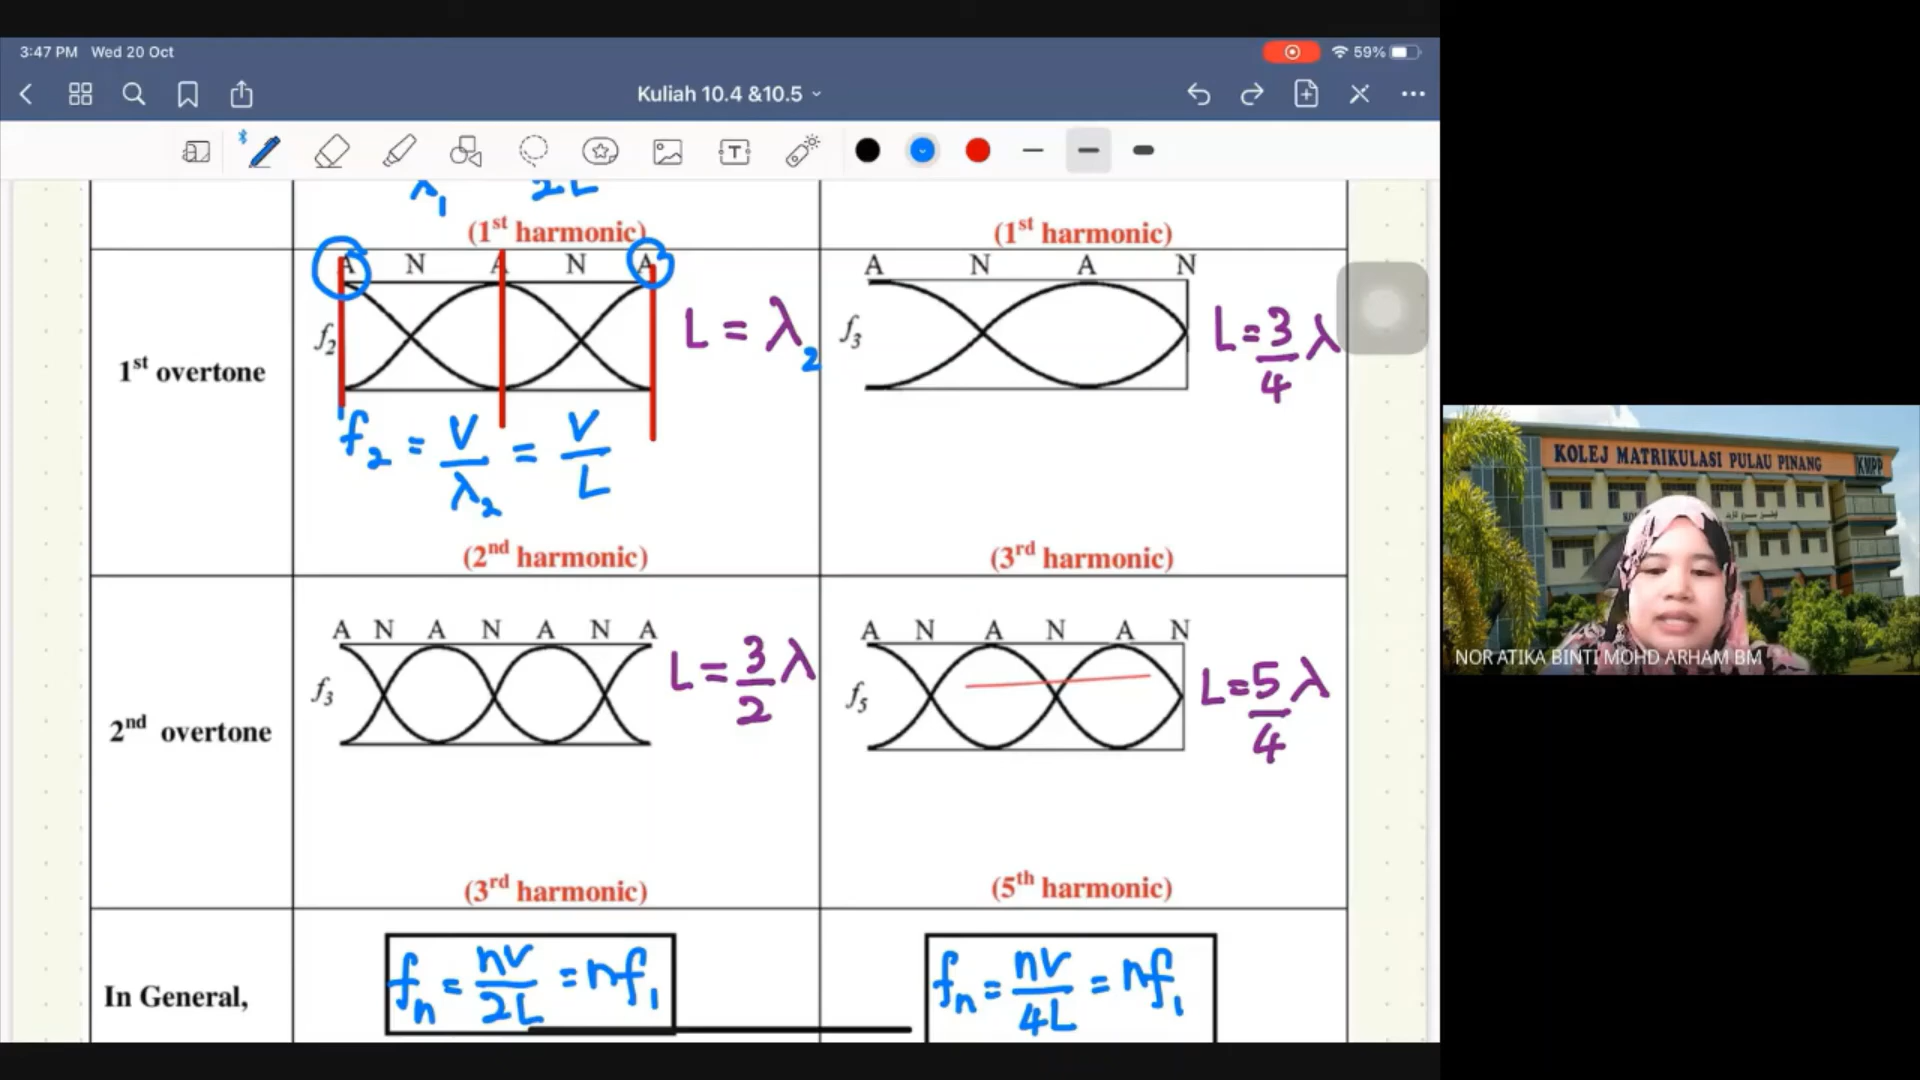 3:47 PM Wed 20 Oct
59%
Kuliah 10.4 &10.5
T
λ₁ 2L
(1st harmonic)
(1st harmonic)
1st overtone
A N A N A
f₂
L = λ₂
f₂ = V/λ₂ = V/L
(2nd harmonic)
A N A N
f₃
L = 3/4 λ
(3rd harmonic)
2nd overtone
A N A N A N A
f₃
L = 3/2 λ
(3rd harmonic)
A N A N A N
f₅
L = 5/4 λ
(5th harmonic)
In General,
fn = nV/2L = nf₁
fn = nV/4L = nf₁
KOLEJ MATRIKULASI PULAU PINANG
KMPP
NOR ATIKA BINTI MOHD ARHAM BM